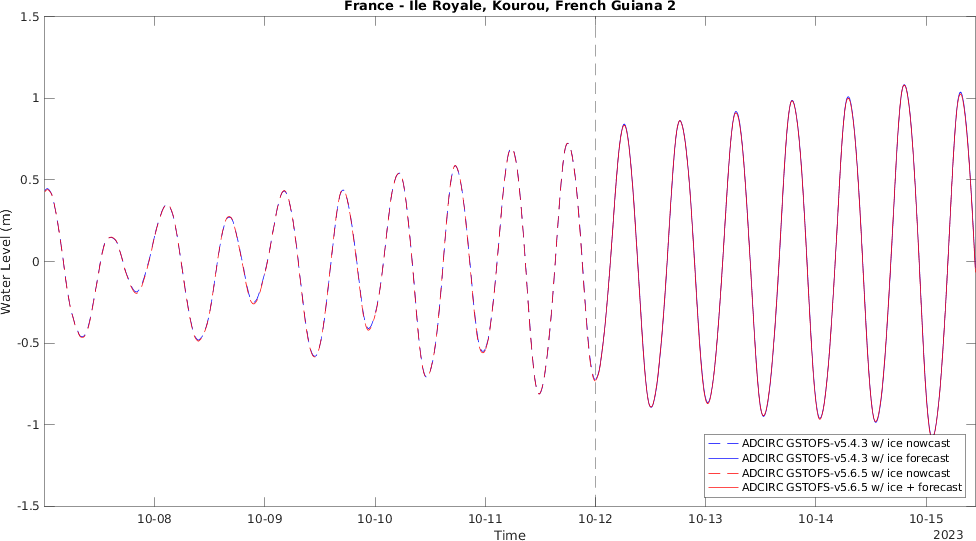 France - Ile Royale, Kourou, French Guiana 2
1.5
1
0.5
0
-0.5
-1
-1.5
Water Level (m)
10-08
10-09
10-10
10-11
10-12
10-13
10-14
10-15
Time
2023
ADCIRC GSTOFS-v5.4.3 w/ ice nowcast
ADCIRC GSTOFS-v5.4.3 w/ ice forecast
ADCIRC GSTOFS-v5.6.5 w/ ice nowcast
ADCIRC GSTOFS-v5.6.5 w/ ice + forecast